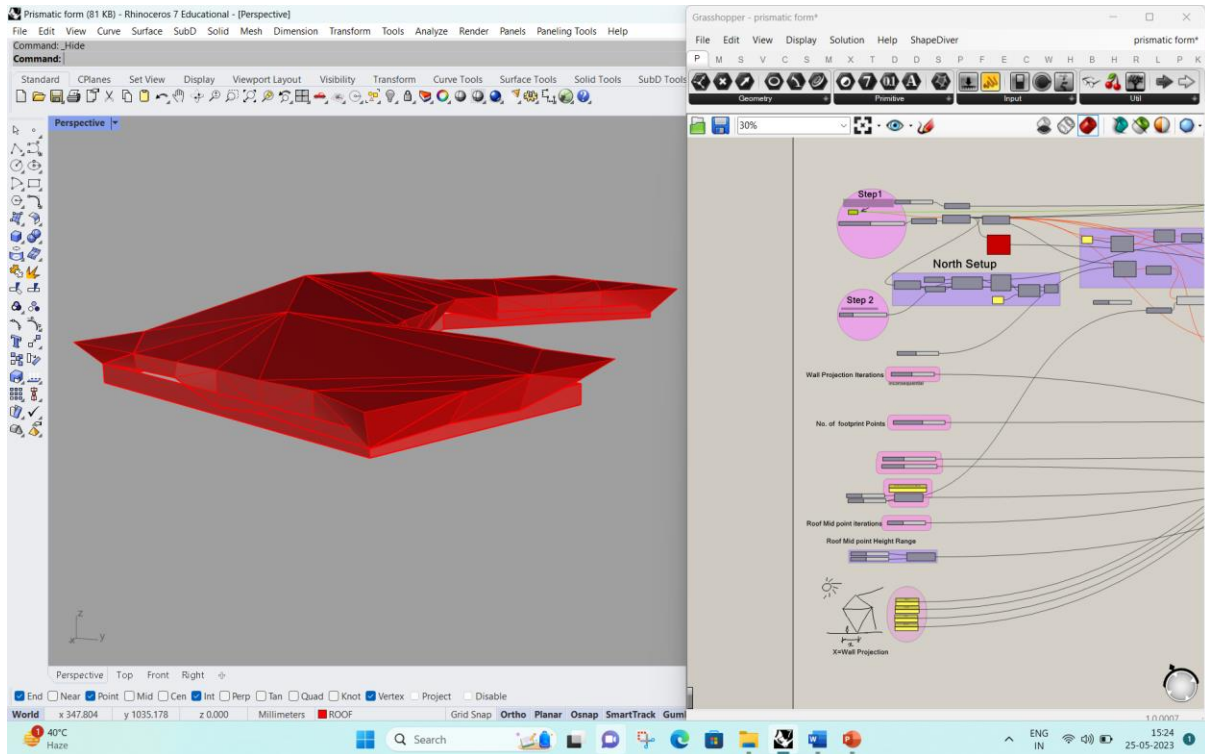 Prismatic form (81 KB) - Rhinoceros 7 Educational - [Perspective]
File Edit View Curve Surface SubD Solid Mesh Dimension Transform Tools Analyze Render Panels Paneling Tools Help
Command: _Hide
Command:
Standard CPlanes Set View Display Viewport Layout Visibility Transform Curve Tools Surface Tools Solid Tools SubD Tools
Perspective
z
y
Perspective Top Front Right
End Near Point Mid Cen Int Perp Tan Quad Knot Vertex Project Disable
World x 347.804 y 1035.178 z 0.000 Millimeters ROOF Grid Snap Ortho Planar Osnap SmartTrack Guml
Grasshopper - prismatic form*
File Edit View Display Solution Help ShapeDiver prismatic form*
P M S V C S M X T D D S P F E C W H B H R L P K
Geometry Primitive Input Util
30%
Step1
North Setup
Step 2
Wall Projection Iterations
No. of footprint Points
Roof Mid point Iterations
Roof Mid point Height Range
X=Wall Projection
1.0.0007
1
40°C
Haze
Search
ENG
IN
15:24
25-05-2023
1